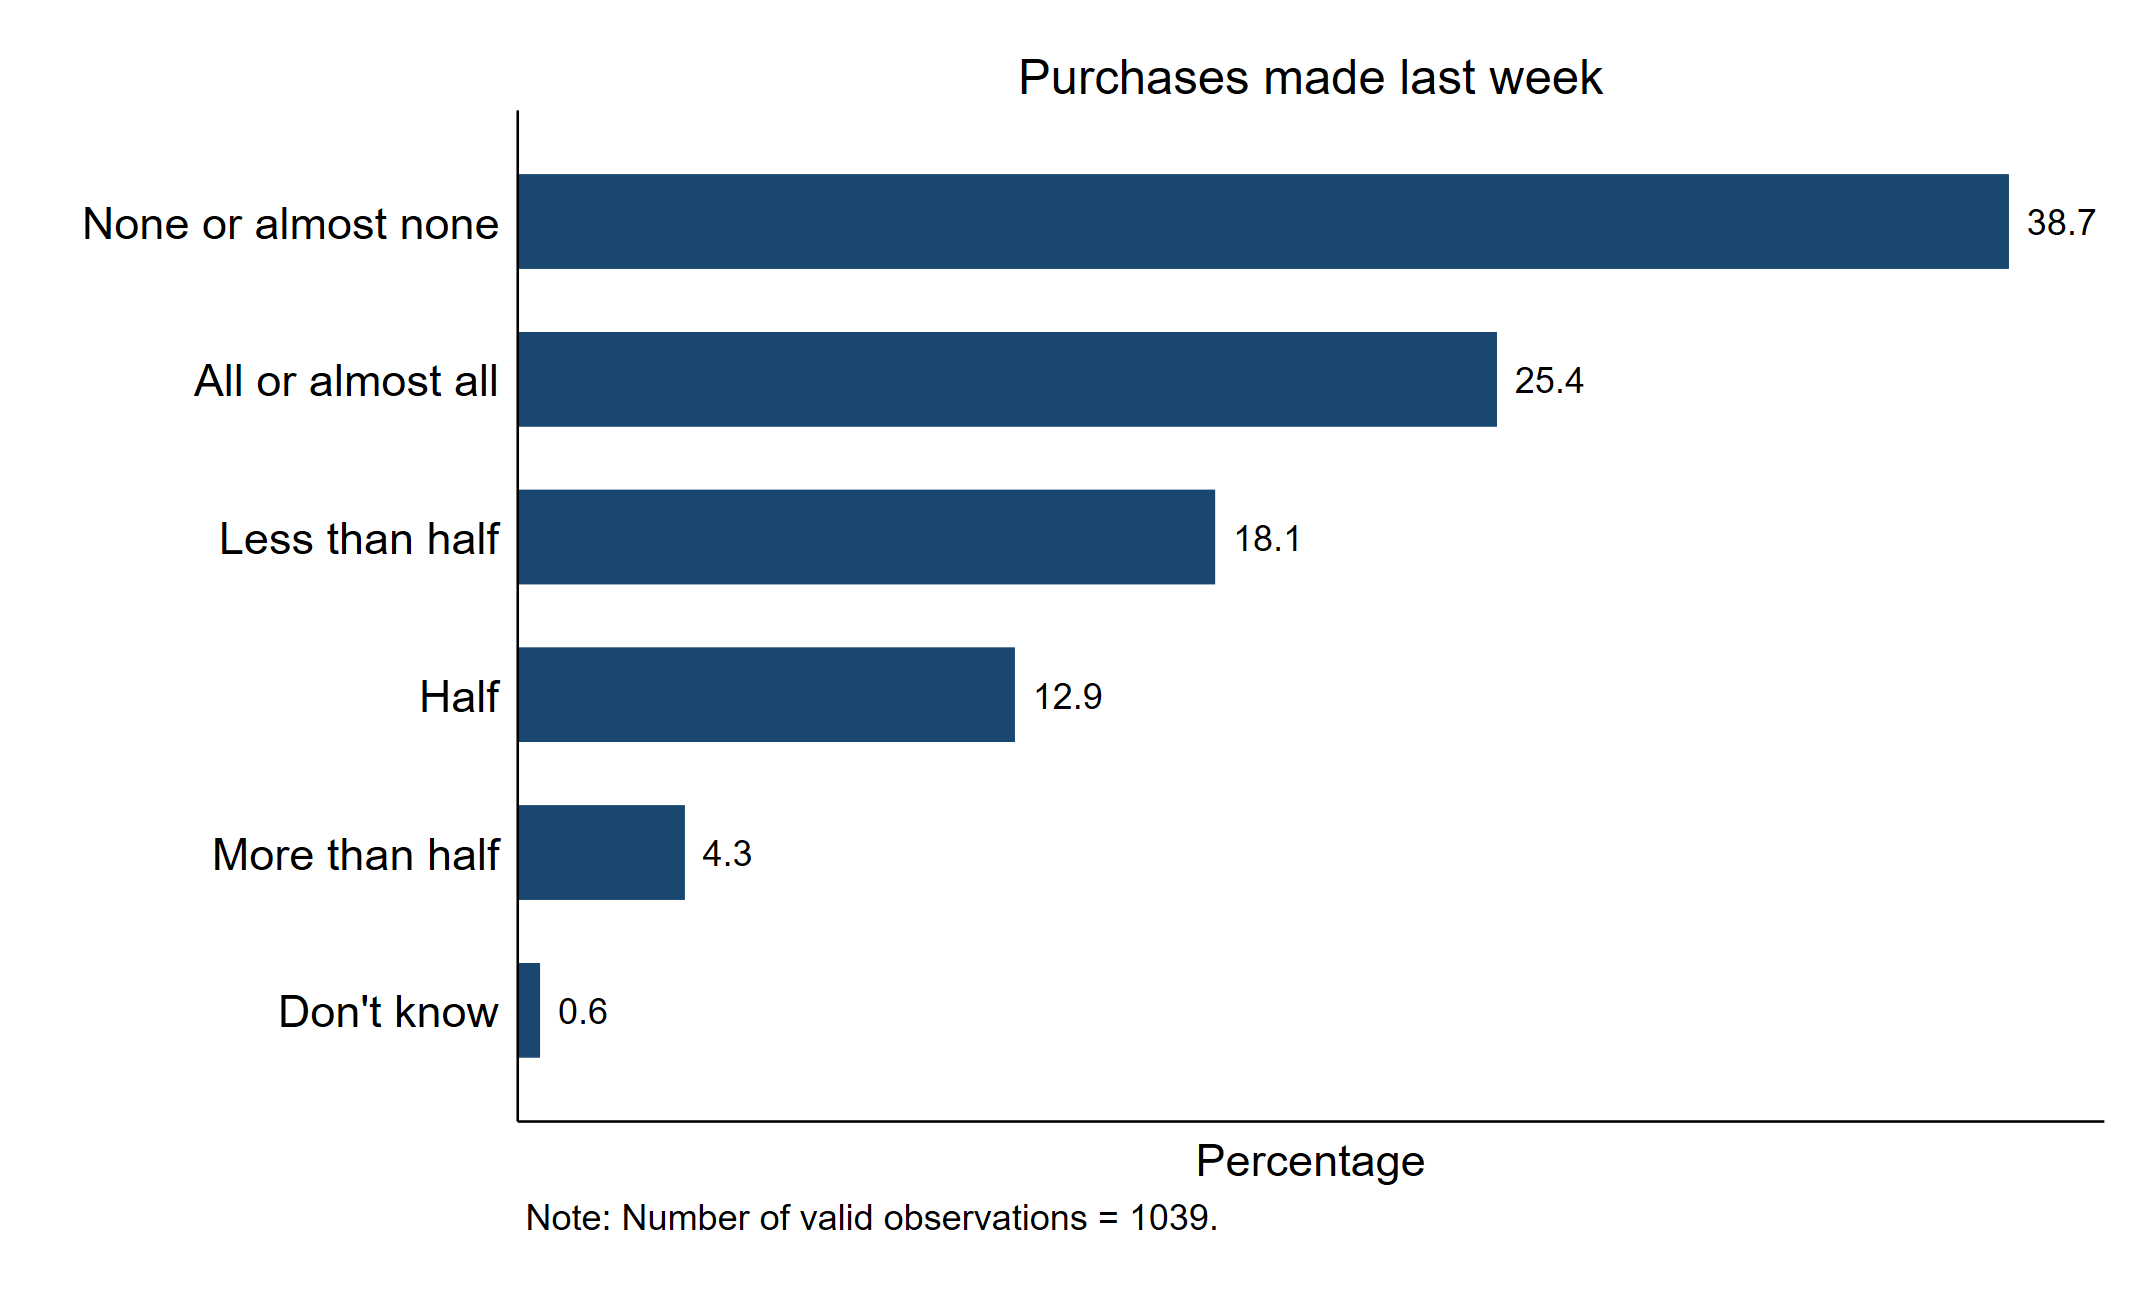 Purchases made last week
None or almost none 38.7
All or almost all 25.4
Less than half 18.1
Half 12.9
More than half 4.3
Don't know 0.6
Percentage
Note: Number of valid observations = 1039.